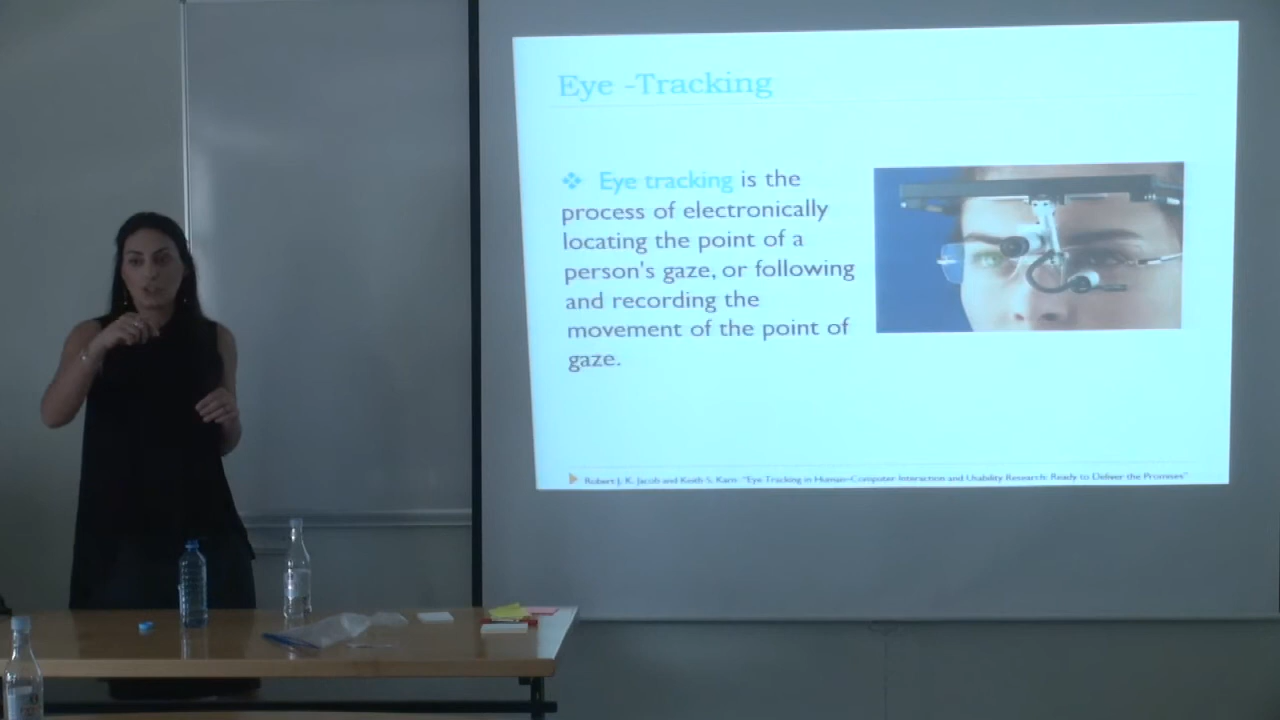 Eye -Tracking
Eye tracking is the
process of electronically
locating the point of a
person's gaze, or following
and recording the
movement of the point of
gaze.
Robert J. K. Jacob and Keith S. Karn "Eye Tracking in Human-Computer Interaction and Usability Research: Ready to Deliver the Promises"